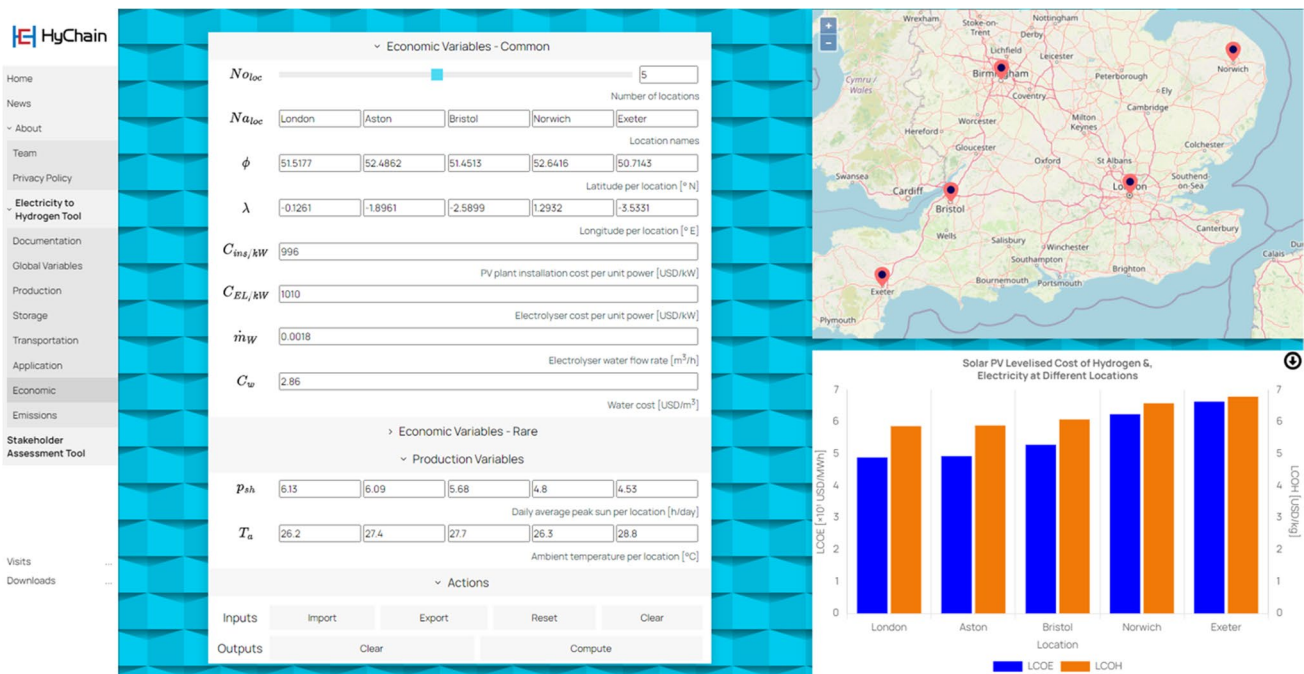 HyChain
Home
News
About
Team
Privacy Policy
Electricity to
Hydrogen Tool
Documentation
Global Variables
Production
Storage
Transportation
Application
Economic
Emissions
Stakeholder
Assessment Tool
Visits ...
Downloads ...
Economic Variables - Common
No_loc 5
Number of locations
Na_loc London Aston Bristol Norwich Exeter
Location names
ϕ 51.5177 52.4862 51.4513 52.6416 50.7143
Latitude per location [° N]
λ -0.1261 -1.8961 -2.5899 1.2932 -3.5331
Longitude per location [° E]
C_ins/kW 996
PV plant installation cost per unit power [USD/kW]
C_EL/kW 1010
Electrolyser cost per unit power [USD/kW]
ṁ_W 0.0018
Electrolyser water flow rate [m³/h]
C_w 2.86
Water cost [USD/m³]
Economic Variables - Rare
Production Variables
p_sh 6.13 6.09 5.68 4.8 4.53
Daily average peak sun per location [h/day]
T_a 26.2 27.4 27.7 26.3 28.8
Ambient temperature per location [°C]
Actions
Inputs Import Export Reset Clear
Outputs Clear Compute
+
−
Wrexham
Stoke-on-
Trent
Nottingham
Derby
Lichfield
Leicester
Norwich
Birmingham
Peterborough
Cymru /
Wales
Coventry
Ely
Cambridge
Worcester
Milton
Keynes
Hereford
Gloucester
Colchester
Oxford
St Albans
Swansea
Cardiff
London
Southend
-on-Sea
Bristol
Canterbury
Wells
Salisbury
Winchester
Southampton
Calais
Brighton
Bournemouth
Portsmouth
Exeter
Plymouth
Solar PV Levelised Cost of Hydrogen &,
Electricity at Different Locations
LCOE [×10¹ USD/MWh]
7 7
6 6
5 5
4 4
3 3
2 2
1 1
0 0
LCOH [USD/kg]
London Aston Bristol Norwich Exeter
Location
LCOE LCOH